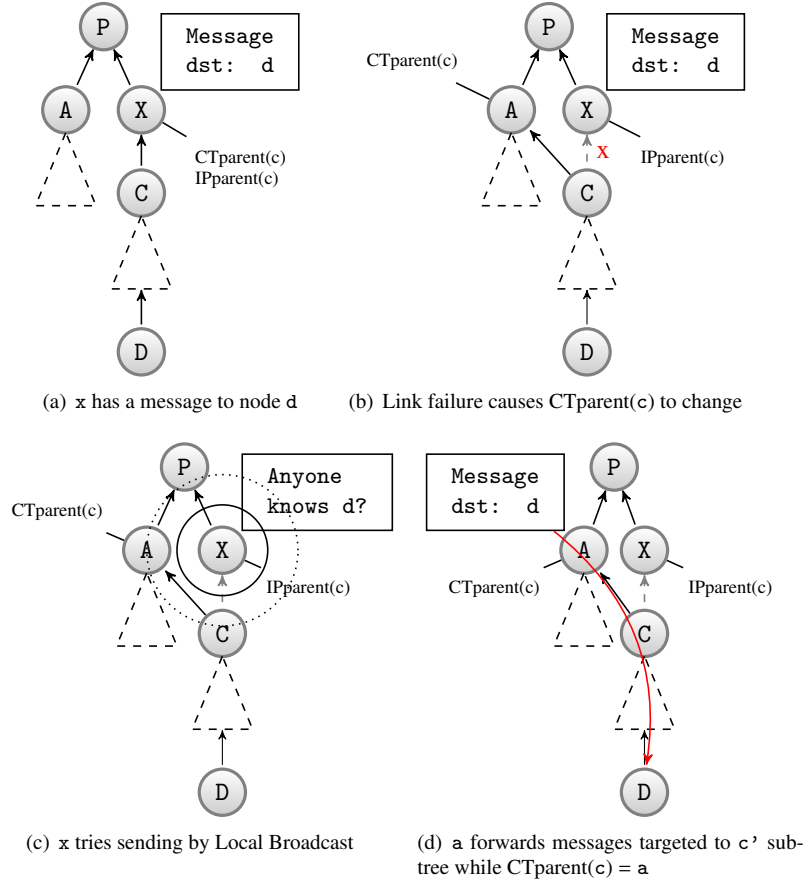 P
Message
dst: d
A
X
CTparent(c)
IPparent(c)
C
D
(a) x has a message to node d
P
Message
dst: d
CTparent(c)
A
X
X
IPparent(c)
C
D
(b) Link failure causes CTparent(c) to change
P
Anyone
knows d?
CTparent(c)
A
X
IPparent(c)
C
D
(c) x tries sending by Local Broadcast
Message
dst: d
P
A
X
CTparent(c)
IPparent(c)
C
D
(d) a forwards messages targeted to c' sub-
tree while CTparent(c) = a